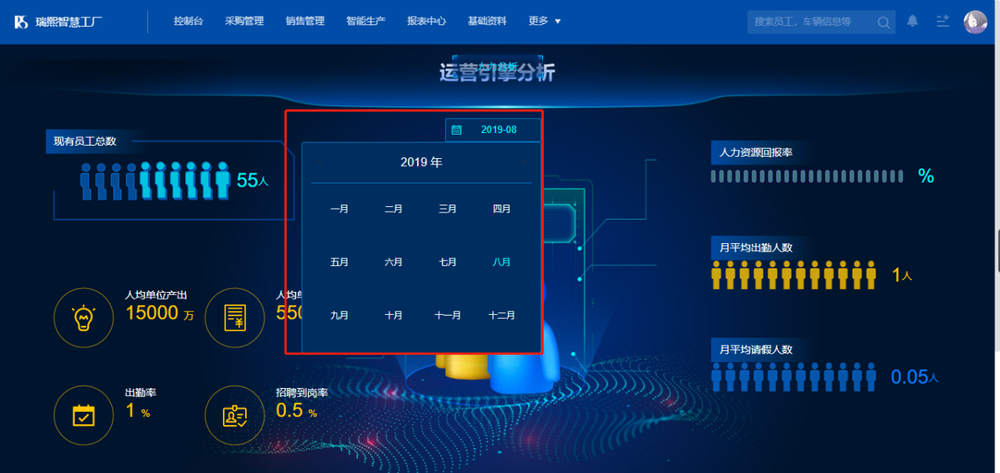 瑞熙智慧工厂
控制台 采购管理 销售管理 智能生产 报表中心 基础资料 更多
搜索员工，车辆信息等
运营引擎分析
人力分析
现有员工总数
55人
2019-08
2019 年
一月 二月 三月 四月
五月 六月 七月 八月
九月 十月 十一月 十二月
人力资源回报率
%
月平均出勤人数
1人
月平均请假人数
0.05人
人均单位产出
15000 万
人均单
550
出勤率
1 %
招聘到岗率
0.5 %